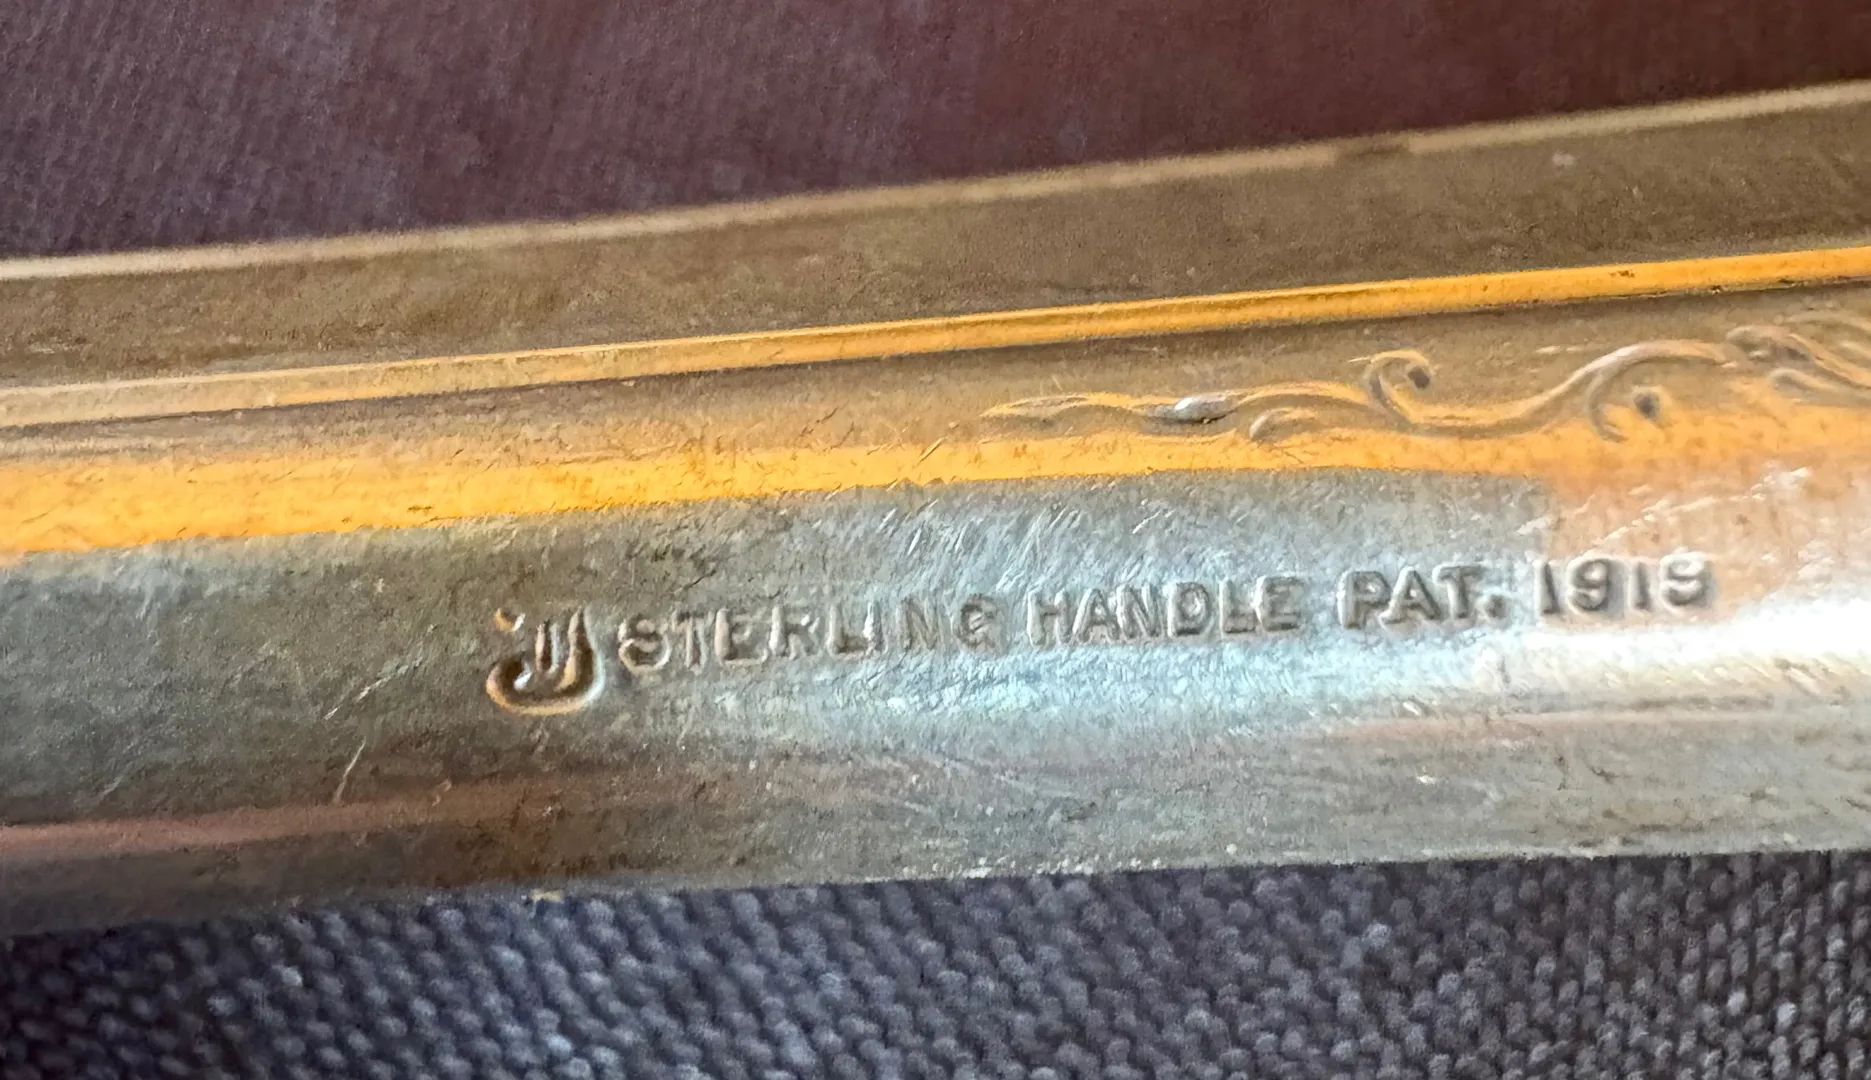 STERLING HANDLE PAT. 1919